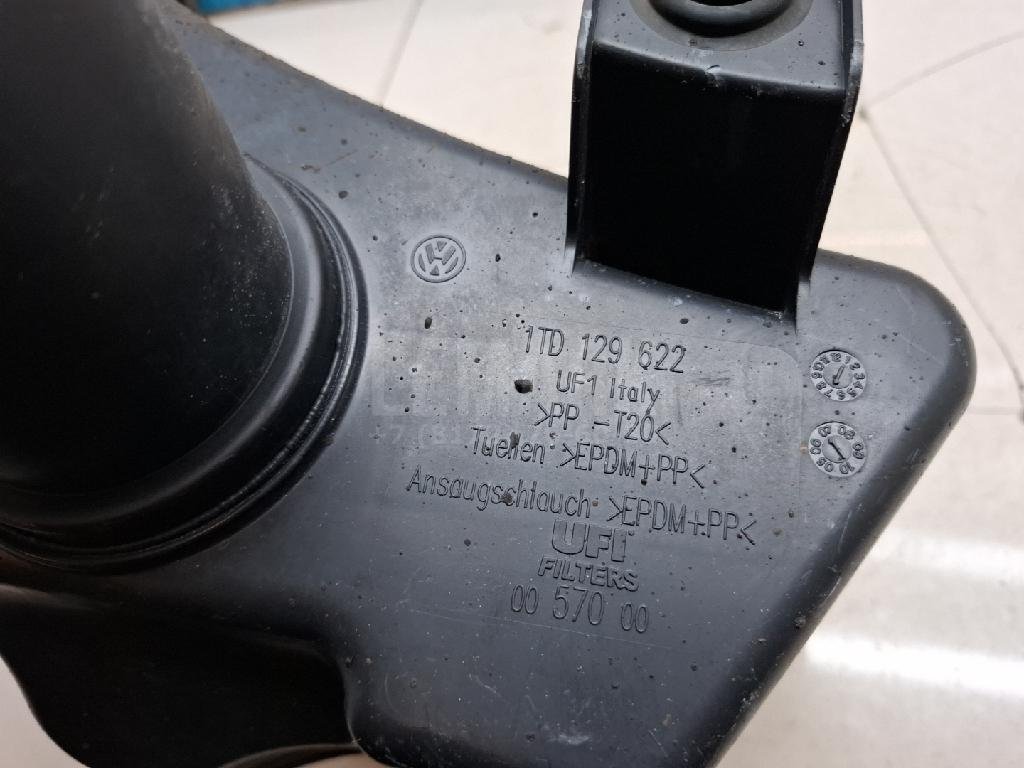 1TD 129 622
UF1 Italy
>PP -T20<
Tuellen >EPDM+PP<
Ansaugschlauch >EPDM+PP<
UFI
FILTERS
00 570 00